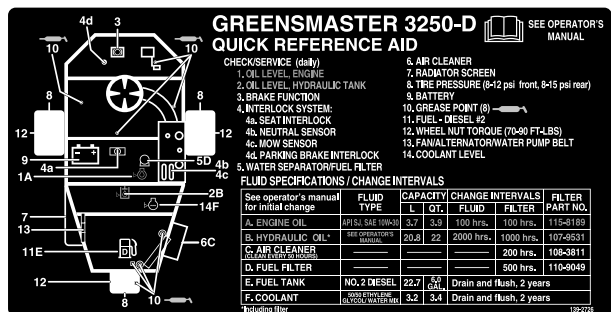 GREENSMASTER 3250-D
SEE OPERATOR'S
MANUAL
QUICK REFERENCE AID
CHECK/SERVICE (daily)
1. OIL LEVEL, ENGINE
2. OIL LEVEL, HYDRAULIC TANK
3. BRAKE FUNCTION
4. INTERLOCK SYSTEM:
4a. SEAT INTERLOCK
4b. NEUTRAL SENSOR
4c. MOW SENSOR
4d. PARKING BRAKE INTERLOCK
5. WATER SEPARATOR/FUEL FILTER
6. AIR CLEANER
7. RADIATOR SCREEN
8. TIRE PRESSURE (8-12 psi front, 8-15 psi rear)
9. BATTERY
10. GREASE POINT (8)
11. FUEL - DIESEL #2
12. WHEEL NUT TORQUE (70-90 FT-LBS)
13. FAN/ALTERNATOR/WATER PUMP BELT
14. COOLANT LEVEL
FLUID SPECIFICATIONS / CHANGE INTERVALS
See operator's manual for initial change | FLUID TYPE | CAPACITY L QT. | CHANGE INTERVALS FLUID FILTER | FILTER PART NO.
A. ENGINE OIL API SJ, SAE 10W-30 3.7 3.9 100 hrs. 100 hrs. 115-8189
B. HYDRAULIC OIL* SEE OPERATOR'S MANUAL 20.8 22 2000 hrs. 1000 hrs. 107-9531
C. AIR CLEANER (CLEAN EVERY 50 HOURS) 200 hrs. 108-3811
D. FUEL FILTER 500 hrs. 110-9049
E. FUEL TANK NO. 2 DIESEL 22.7 6.0 GAL. Drain and flush, 2 years
F. COOLANT 50/50 ETHYLENE GLYCOL/ WATER MIX 3.2 3.4 Drain and flush, 2 years
*Including filter
139-2726
4d
3
10
10
8
8
12
12
9
4a
1A
5D
4b
4c
2B
14F
7
13
11E
6C
12
8
10